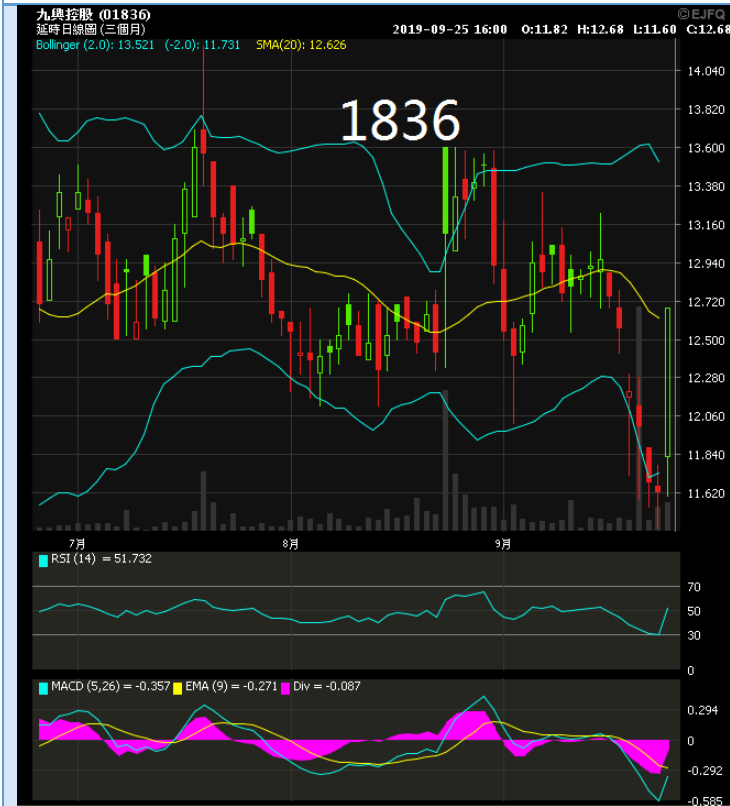 九興控股 (01836)
©EJFQ
延時日線圖 (三個月)
2019-09-25 16:00 O:11.82 H:12.68 L:11.60 C:12.68
Bollinger (2.0): 13.521 (-2.0): 11.731 SMA(20): 12.626
1836
14.040
13.820
13.600
13.380
13.160
12.940
12.720
12.500
12.280
12.060
11.840
11.620
7月 8月 9月
RSI (14) = 51.732
70
50
30
0
MACD (5,26) = -0.357 EMA (9) = -0.271 Div = -0.087
0.294
0
-0.292
-0.585